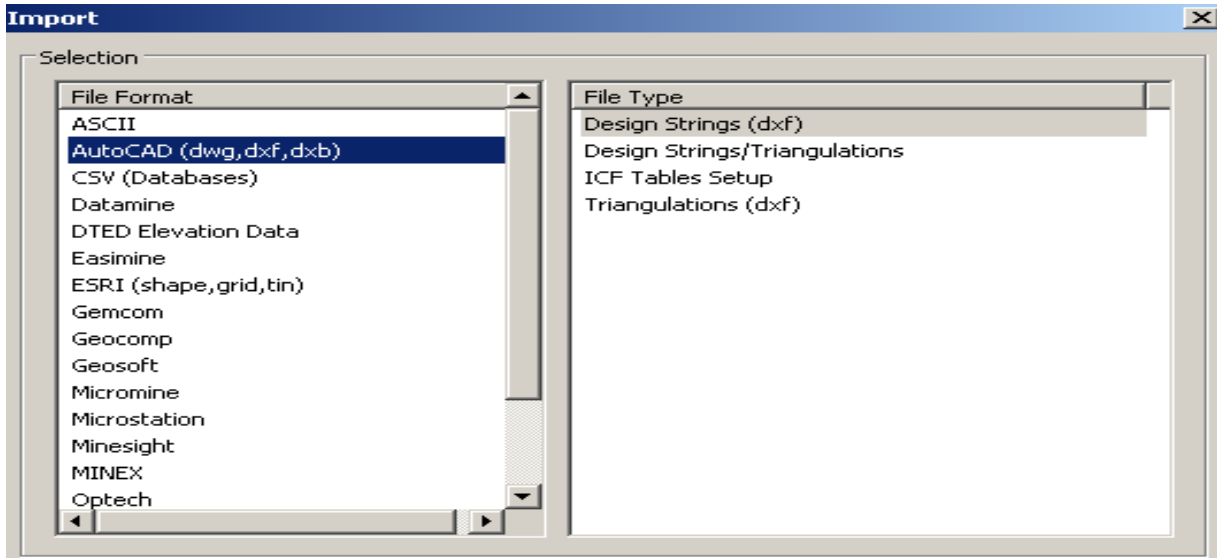 Import
Selection
File Format
ASCII
AutoCAD (dwg,dxf,dxb)
CSV (Databases)
Datamine
DTED Elevation Data
Easimine
ESRI (shape,grid,tin)
Gemcom
Geocomp
Geosoft
Micromine
Microstation
Minesight
MINEX
Optech
File Type
Design Strings (dxf)
Design Strings/Triangulations
ICF Tables Setup
Triangulations (dxf)